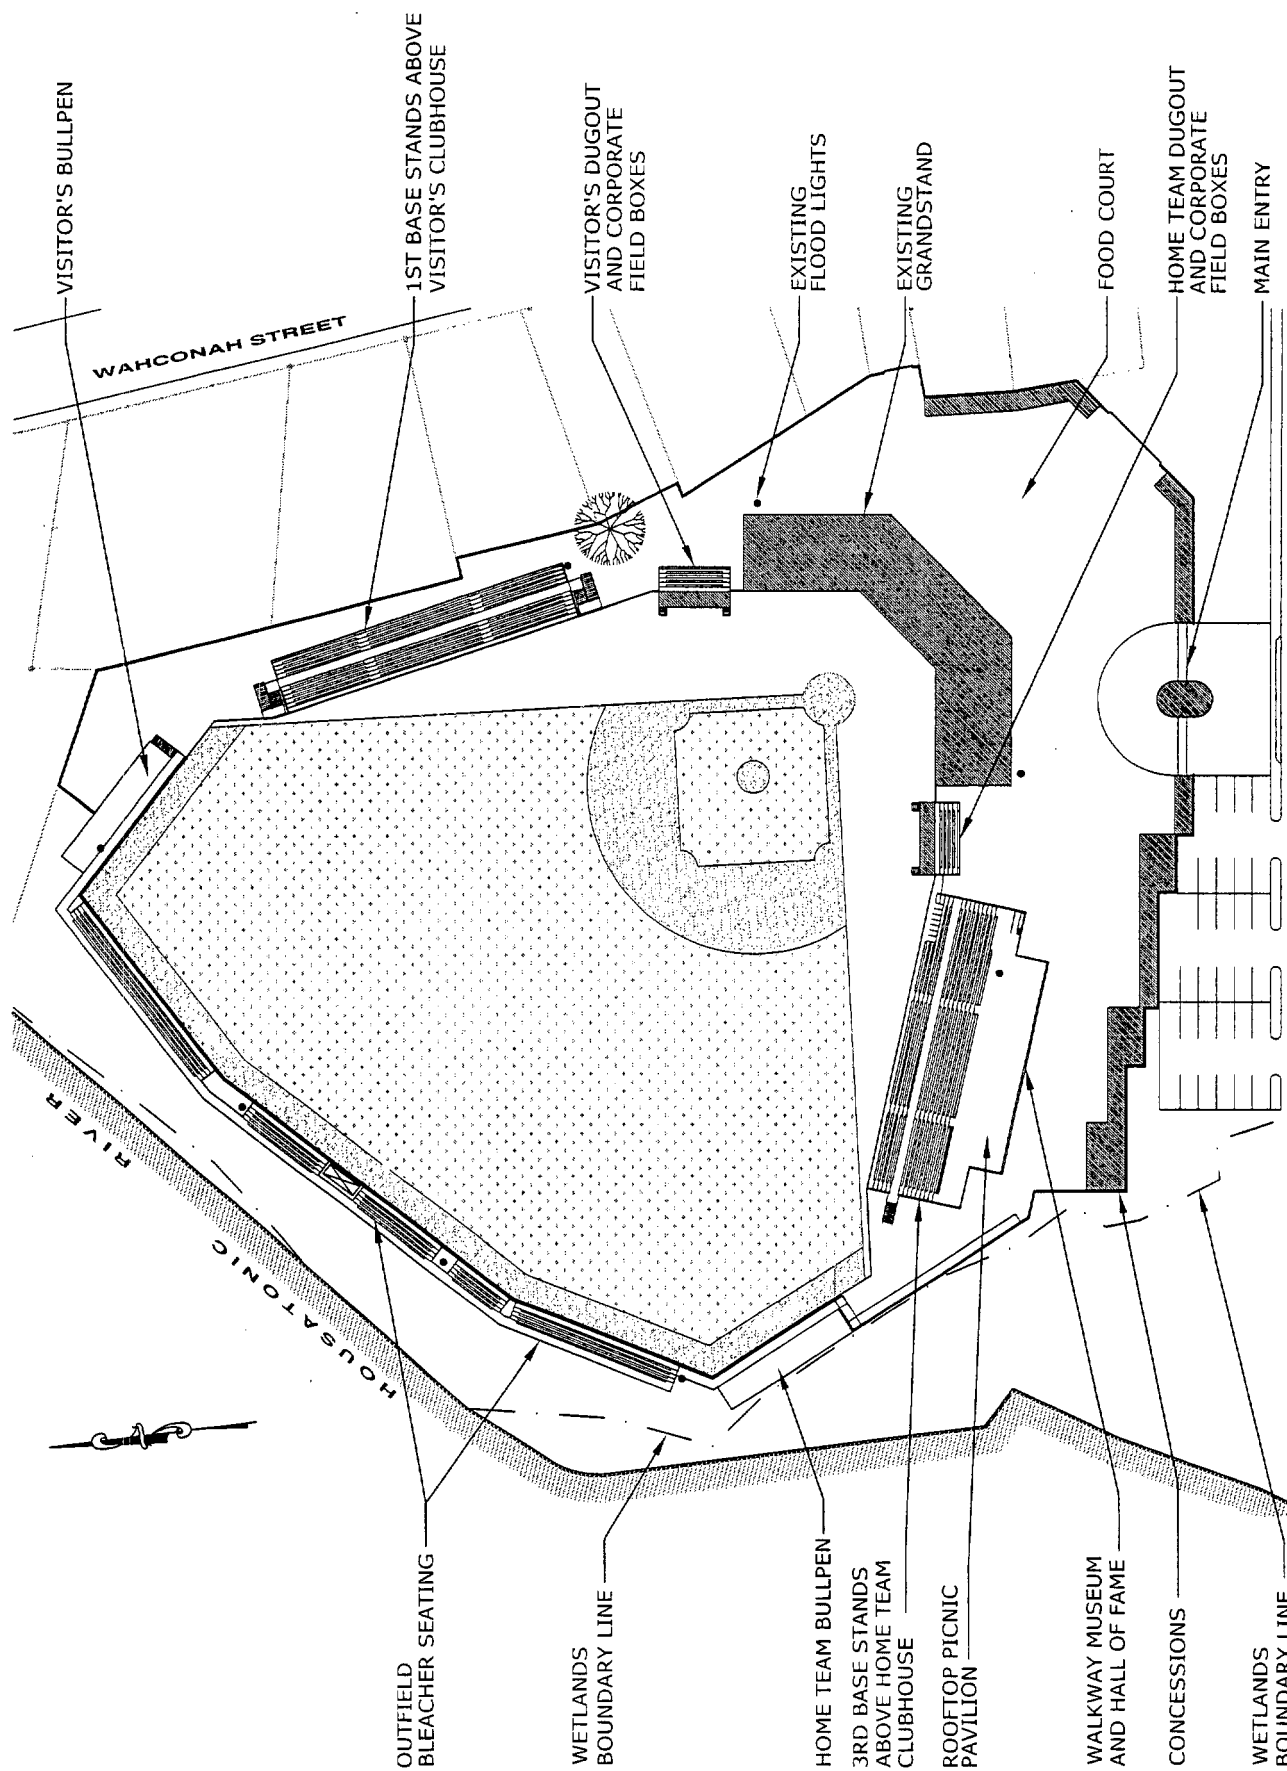 VISITOR'S BULLPEN
1ST BASE STANDS ABOVE
VISITOR'S CLUBHOUSE
VISITOR'S DUGOUT
AND CORPORATE
FIELD BOXES
EXISTING
FLOOD LIGHTS
EXISTING
GRANDSTAND
FOOD COURT
HOME TEAM DUGOUT
AND CORPORATE
FIELD BOXES
MAIN ENTRY
WAHCONAH STREET
HOUSATONIC RIVER
OUTFIELD
BLEACHER SEATING
WETLANDS
BOUNDARY LINE
HOME TEAM BULLPEN
3RD BASE STANDS
ABOVE HOME TEAM
CLUBHOUSE
ROOFTOP PICNIC
PAVILION
WALKWAY MUSEUM
AND HALL OF FAME
CONCESSIONS
WETLANDS
BOUNDARY LINE